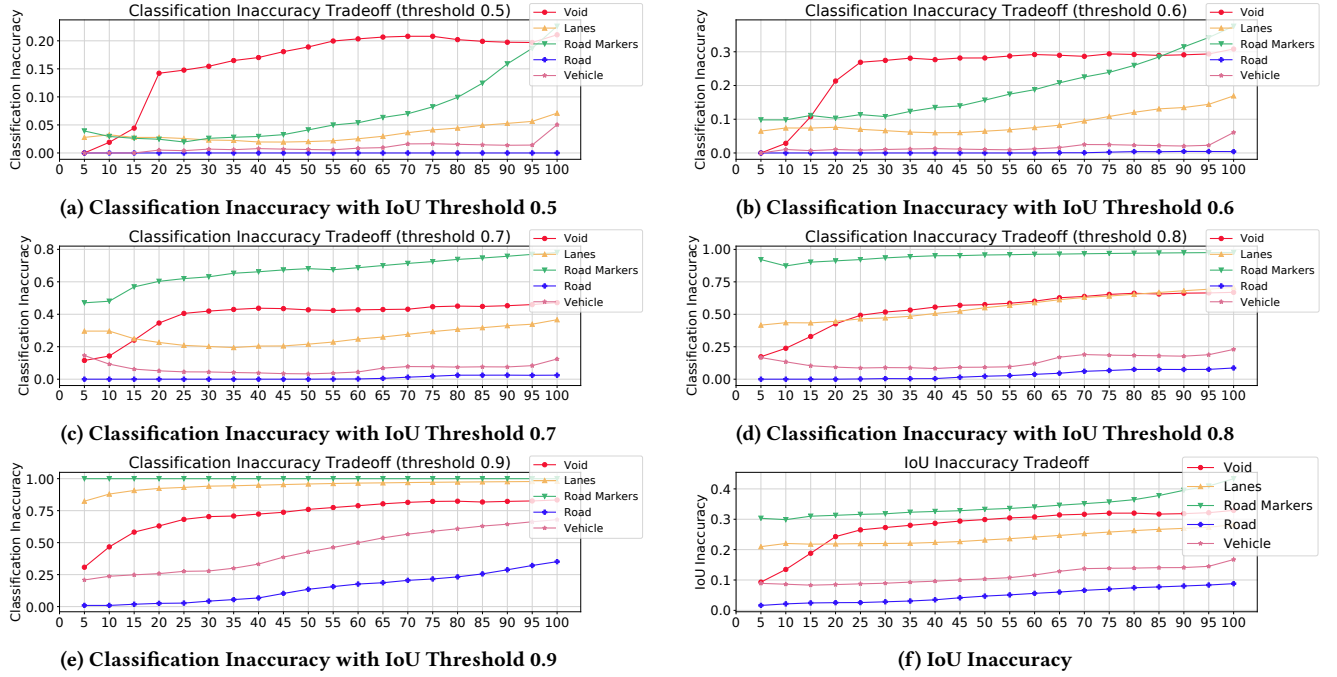 Classification Inaccuracy Tradeoff (threshold 0.5)
Classification Inaccuracy
0.20
0.15
0.10
0.05
0.00
0 5 10 15 20 25 30 35 40 45 50 55 60 65 70 75 80 85 90 95 100
Void
Lanes
Road Markers
Road
Vehicle
(a) Classification Inaccuracy with IoU Threshold 0.5
Classification Inaccuracy Tradeoff (threshold 0.6)
Classification Inaccuracy
0.3
0.2
0.1
0.0
0 5 10 15 20 25 30 35 40 45 50 55 60 65 70 75 80 85 90 95 100
Void
Lanes
Road Markers
Road
Vehicle
(b) Classification Inaccuracy with IoU Threshold 0.6
Classification Inaccuracy Tradeoff (threshold 0.7)
Classification Inaccuracy
0.8
0.6
0.4
0.2
0.0
0 5 10 15 20 25 30 35 40 45 50 55 60 65 70 75 80 85 90 95 100
Void
Lanes
Road Markers
Road
Vehicle
(c) Classification Inaccuracy with IoU Threshold 0.7
Classification Inaccuracy Tradeoff (threshold 0.8)
Classification Inaccuracy
1.00
0.75
0.50
0.25
0.00
0 5 10 15 20 25 30 35 40 45 50 55 60 65 70 75 80 85 90 95 100
Void
Lanes
Road Markers
Road
Vehicle
(d) Classification Inaccuracy with IoU Threshold 0.8
Classification Inaccuracy Tradeoff (threshold 0.9)
Classification Inaccuracy
1.00
0.75
0.50
0.25
0.00
0 5 10 15 20 25 30 35 40 45 50 55 60 65 70 75 80 85 90 95 100
Void
Lanes
Road Markers
Road
Vehicle
(e) Classification Inaccuracy with IoU Threshold 0.9
IoU Inaccuracy Tradeoff
IoU Inaccuracy
0.4
0.3
0.2
0.1
0.0
0 5 10 15 20 25 30 35 40 45 50 55 60 65 70 75 80 85 90 95 100
Void
Lanes
Road Markers
Road
Vehicle
(f) IoU Inaccuracy